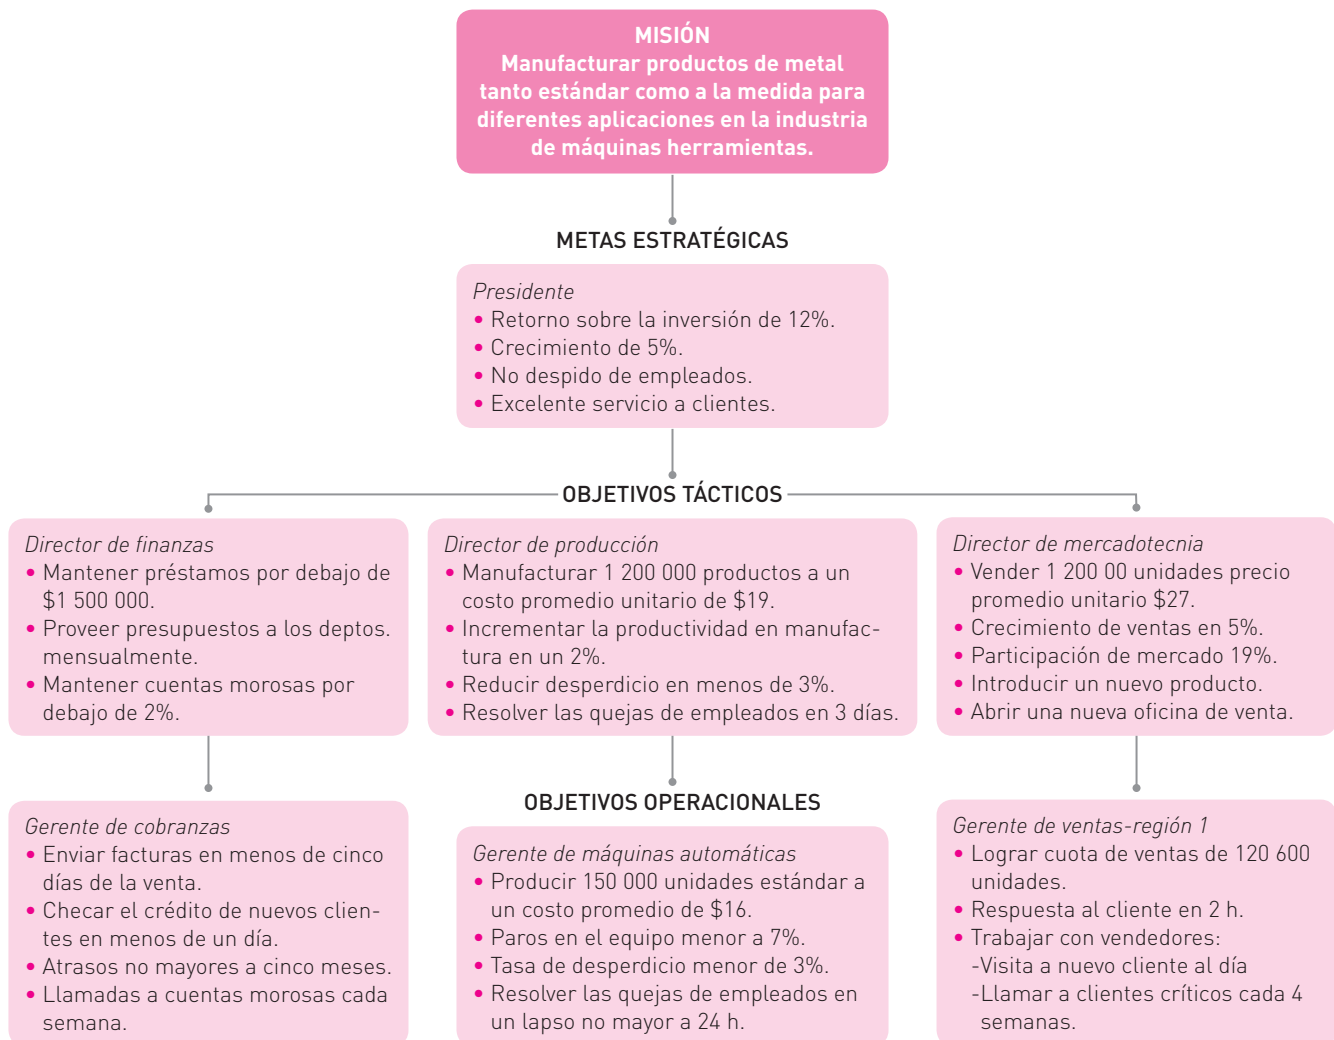 MISIÓN
Manufacturar productos de metal
tanto estándar como a la medida para
diferentes aplicaciones en la industria
de máquinas herramientas.
METAS ESTRATÉGICAS
Presidente
• Retorno sobre la inversión de 12%.
• Crecimiento de 5%.
• No despido de empleados.
• Excelente servicio a clientes.
OBJETIVOS TÁCTICOS
Director de finanzas
• Mantener préstamos por debajo de
$1 500 000.
• Proveer presupuestos a los deptos.
mensualmente.
• Mantener cuentas morosas por
debajo de 2%.
Director de producción
• Manufacturar 1 200 000 productos a un
costo promedio unitario de $19.
• Incrementar la productividad en manufac-
tura en un 2%.
• Reducir desperdicio en menos de 3%.
• Resolver las quejas de empleados en 3 días.
Director de mercadotecnia
• Vender 1 200 00 unidades precio
promedio unitario $27.
• Crecimiento de ventas en 5%.
• Participación de mercado 19%.
• Introducir un nuevo producto.
• Abrir una nueva oficina de venta.
OBJETIVOS OPERACIONALES
Gerente de cobranzas
• Enviar facturas en menos de cinco
días de la venta.
• Checar el crédito de nuevos clien-
tes en menos de un día.
• Atrasos no mayores a cinco meses.
• Llamadas a cuentas morosas cada
semana.
Gerente de máquinas automáticas
• Producir 150 000 unidades estándar a
un costo promedio de $16.
• Paros en el equipo menor a 7%.
• Tasa de desperdicio menor de 3%.
• Resolver las quejas de empleados en
un lapso no mayor a 24 h.
Gerente de ventas-región 1
• Lograr cuota de ventas de 120 600
unidades.
• Respuesta al cliente en 2 h.
• Trabajar con vendedores:
-Visita a nuevo cliente al día
-Llamar a clientes críticos cada 4
semanas.